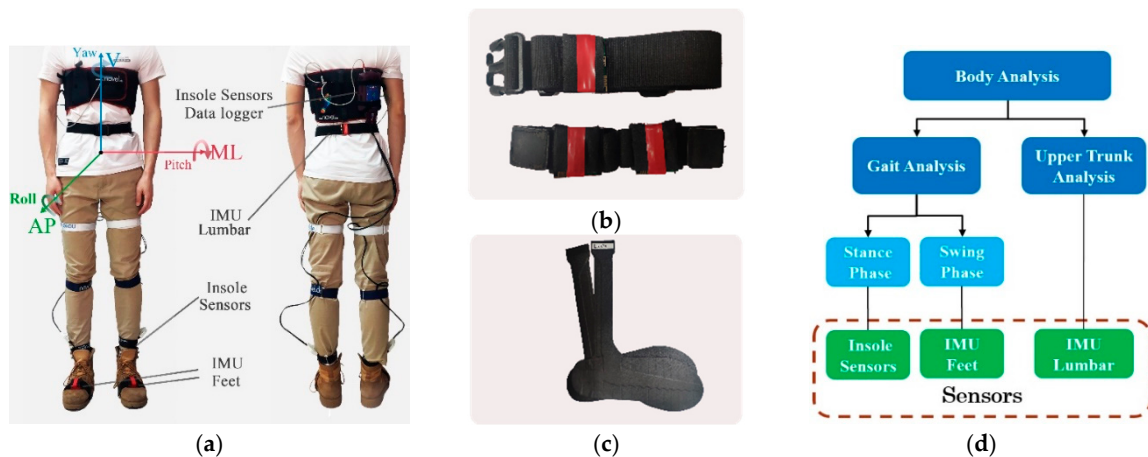 Yaw
V
novel
Pitch
ML
Roll
AP
Insole Sensors
Data logger
IMU
Lumbar
Insole
Sensors
IMU
Feet
(a)
(b)
(c)
Body Analysis
Gait Analysis
Upper Trunk
Analysis
Stance
Phase
Swing
Phase
Insole
Sensors
IMU
Feet
IMU
Lumbar
Sensors
(d)